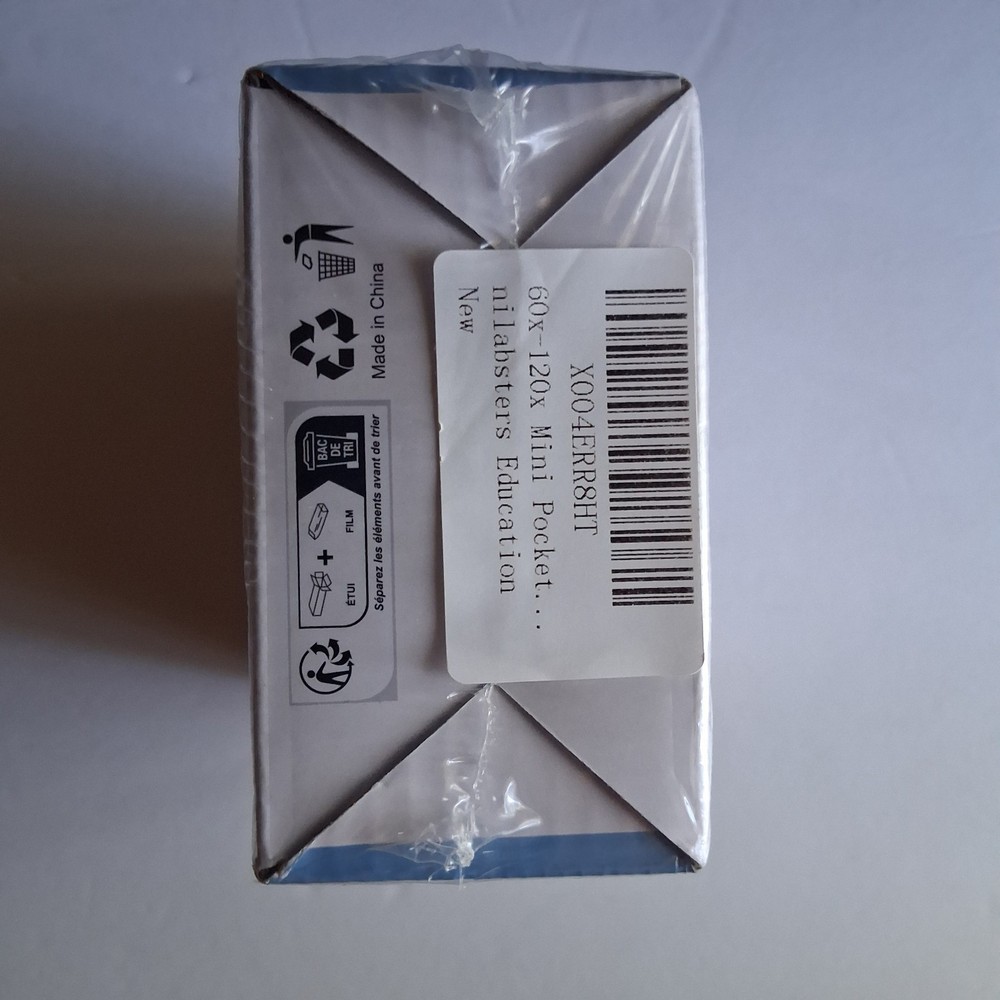 X004ERR8HT
60x-120x Mini Pocket...
nilabsters Education
New
Made in China
BAC
DE
TRI
ÉTUI
+
FILM
Séparez les éléments avant de trier